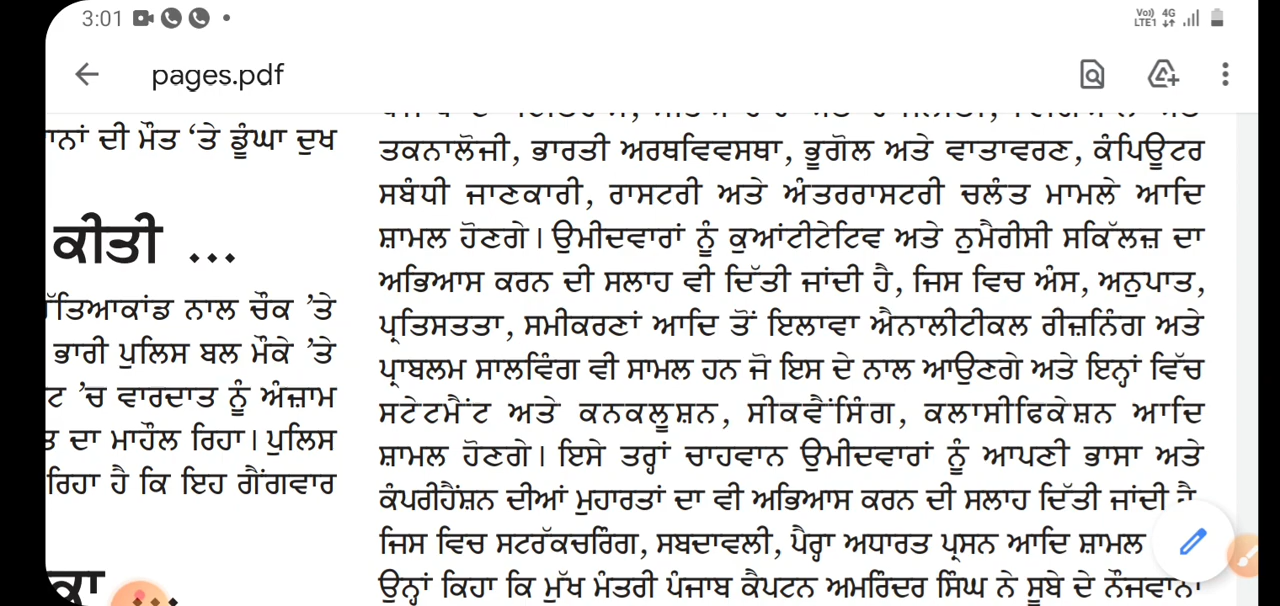 3:01
Vo)) 4G
LTE1
pages.pdf
ਦੀ ਮੌਤ ‘ਤੇ ਡੂੰਘਾ ਦੁਖ
ਕੀਤੀ ...
ਨਾਲ ਚੌਕ ’ਤੇ
ਭਾਰੀ ਪੁਲਿਸ ਬਲ ਮੌਕੇ ’ਤੇ
’ਚ ਵਾਰਦਾਤ ਨੂੰ ਅੰਜ਼ਾਮ
ਦਾ ਮਾਹੌਲ ਰਿਹਾ। ਪੁਲਿਸ
ਰਿਹਾ ਹੈ ਕਿ ਇਹ ਗੈਂਗਵਾਰ
ਤਕਨਾਲੋਜੀ, ਭਾਰਤੀ ਅਰਥਵਿਵਸਥਾ, ਭੂਗੋਲ ਅਤੇ ਵਾਤਾਵਰਣ, ਕੰਪਿਊਟਰ
ਸਬੰਧੀ ਜਾਣਕਾਰੀ, ਰਾਸਟਰੀ ਅਤੇ ਅੰਤਰਰਾਸਟਰੀ ਚਲੰਤ ਮਾਮਲੇ ਆਦਿ
ਸ਼ਾਮਲ ਹੋਣਗੇ। ਉਮੀਦਵਾਰਾਂ ਨੂੰ ਕੁਆਂਟੀਟੇਟਿਵ ਅਤੇ ਨੁਮੈਰੀਸੀ ਸਕਿੱਲਜ਼ ਦਾ
ਅਭਿਆਸ ਕਰਨ ਦੀ ਸਲਾਹ ਵੀ ਦਿੱਤੀ ਜਾਂਦੀ ਹੈ, ਜਿਸ ਵਿਚ ਅੰਸ, ਅਨੁਪਾਤ,
ਪ੍ਰਤਿਸਤਤਾ, ਸਮੀਕਰਣਾਂ ਆਦਿ ਤੋਂ ਇਲਾਵਾ ਐਨਾਲੀਟੀਕਲ ਰੀਜ਼ਨਿੰਗ ਅਤੇ
ਪ੍ਰਾਬਲਮ ਸਾਲਵਿੰਗ ਵੀ ਸਾਮਲ ਹਨ ਜੋ ਇਸ ਦੇ ਨਾਲ ਆਉਣਗੇ ਅਤੇ ਇਨ੍ਹਾਂ ਵਿੱਚ
ਸਟੇਟਮੈਂਟ ਅਤੇ ਕਨਕਲੂਸ਼ਨ, ਸੀਕਵੈਂਸਿੰਗ, ਕਲਾਸੀਫਿਕੇਸ਼ਨ ਆਦਿ
ਸ਼ਾਮਲ ਹੋਣਗੇ। ਇਸੇ ਤਰ੍ਹਾਂ ਚਾਹਵਾਨ ਉਮੀਦਵਾਰਾਂ ਨੂੰ ਆਪਣੀ ਭਾਸਾ ਅਤੇ
ਕੰਪਰੀਹੈਂਸ਼ਨ ਦੀਆਂ ਮੁਹਾਰਤਾਂ ਦਾ ਵੀ ਅਭਿਆਸ ਕਰਨ ਦੀ ਸਲਾਹ ਦਿੱਤੀ ਜਾਂਦੀ ਹੈ
ਜਿਸ ਵਿਚ ਸਟਰੱਕਚਰਿੰਗ, ਸਬਦਾਵਲੀ, ਪੈਰ੍ਹਾ ਅਧਾਰਤ ਪ੍ਰਸਨ ਆਦਿ ਸ਼ਾਮਲ
ਉਨ੍ਹਾਂ ਕਿਹਾ ਕਿ ਮੁੱਖ ਮੰਤਰੀ ਪੰਜਾਬ ਕੈਪਟਨ ਅਮਰਿੰਦਰ ਸਿੰਘ ਨੇ ਸੂਬੇ ਦੇ ਨੌਜਵਾਨਾਂ